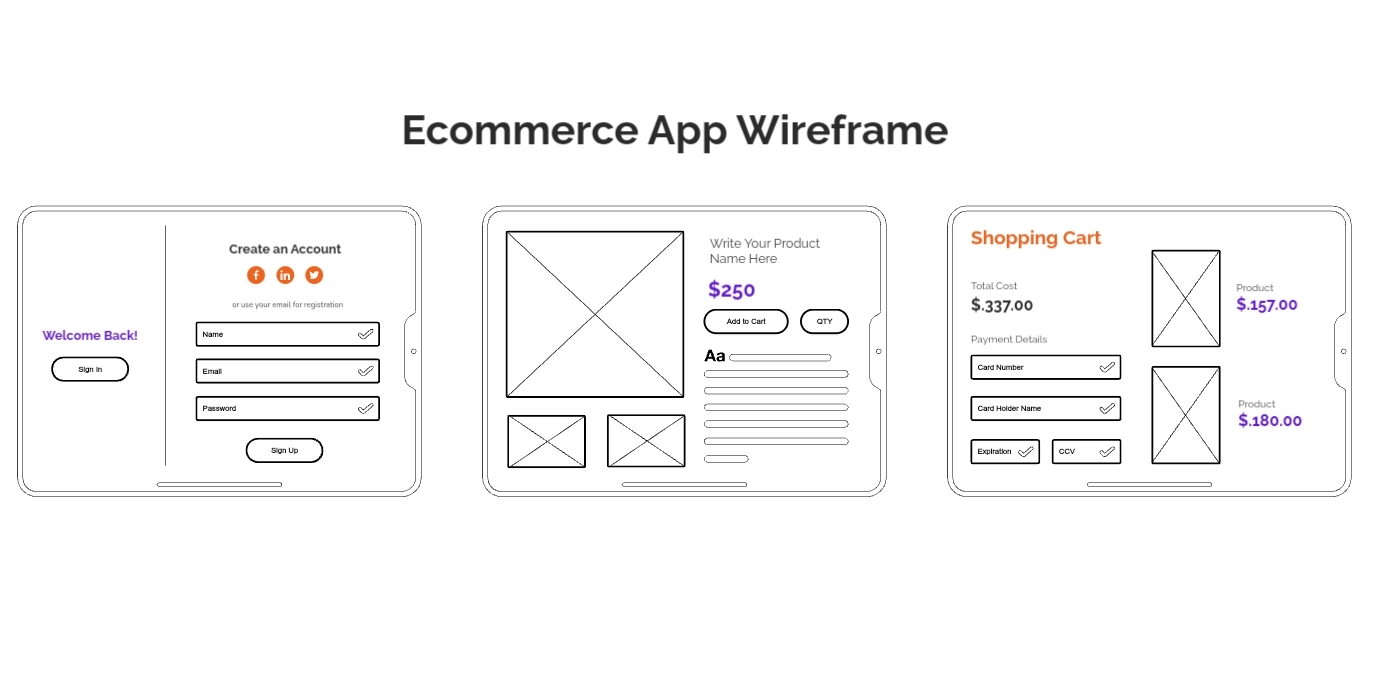 Ecommerce App Wireframe
Welcome Back!
Sign In
Create an Account
f in
or use your email for registration
Name
Email
Password
Sign Up
Write Your Product
Name Here
$250
Add to Cart
QTY
Aa
Shopping Cart
Total Cost
$.337.00
Payment Details
Card Number
Card Holder Name
Expiration
CCV
Product
$.157.00
Product
$.180.00